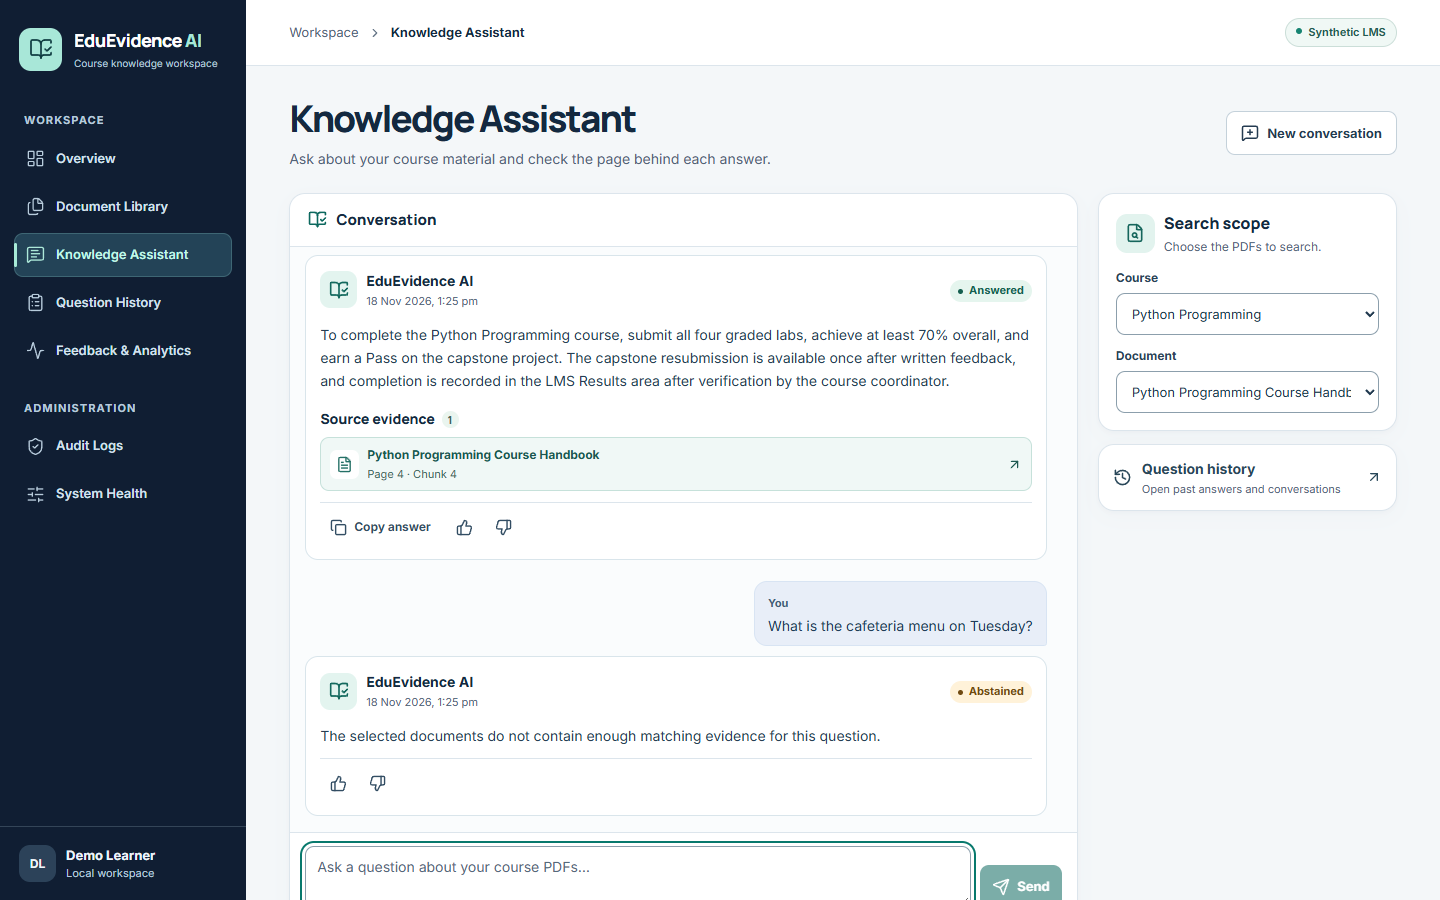 EduEvidence AI
Course knowledge workspace
WORKSPACE
Overview
Document Library
Knowledge Assistant
Question History
Feedback & Analytics
ADMINISTRATION
Audit Logs
System Health
DL
Demo Learner
Local workspace
Workspace > Knowledge Assistant
Synthetic LMS
Knowledge Assistant
Ask about your course material and check the page behind each answer.
New conversation
Conversation
EduEvidence AI
18 Nov 2026, 1:25 pm
Answered
To complete the Python Programming course, submit all four graded labs, achieve at least 70% overall, and
earn a Pass on the capstone project. The capstone resubmission is available once after written feedback,
and completion is recorded in the LMS Results area after verification by the course coordinator.
Source evidence 1
Python Programming Course Handbook
Page 4 · Chunk 4
Copy answer
You
What is the cafeteria menu on Tuesday?
EduEvidence AI
18 Nov 2026, 1:25 pm
Abstained
The selected documents do not contain enough matching evidence for this question.
Ask a question about your course PDFs...
Send
Search scope
Choose the PDFs to search.
Course
Python Programming
Document
Python Programming Course Handb
Question history
Open past answers and conversations